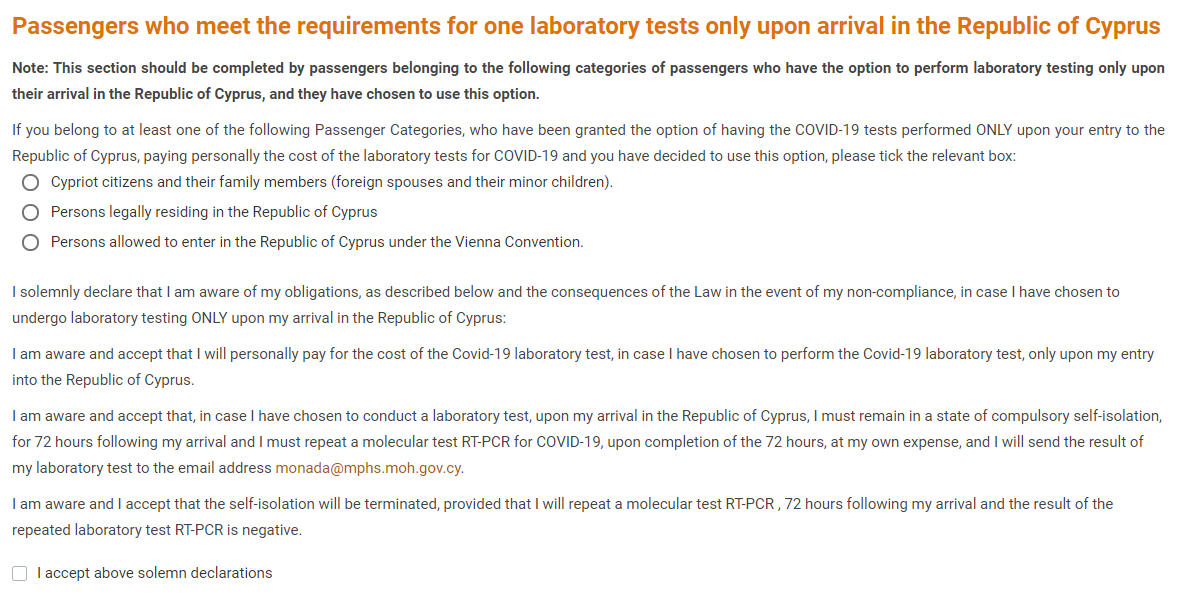 Passengers who meet the requirements for one laboratory tests only upon arrival in the Republic of Cyprus
Note: This section should be completed by passengers belonging to the following categories of passengers who have the option to perform laboratory testing only upon
their arrival in the Republic of Cyprus, and they have chosen to use this option.
If you belong to at least one of the following Passenger Categories, who have been granted the option of having the COVID-19 tests performed ONLY upon your entry to the
Republic of Cyprus, paying personally the cost of the laboratory tests for COVID-19 and you have decided to use this option, please tick the relevant box:
Cypriot citizens and their family members (foreign spouses and their minor children).
Persons legally residing in the Republic of Cyprus
Persons allowed to enter in the Republic of Cyprus under the Vienna Convention.
I solemnly declare that I am aware of my obligations, as described below and the consequences of the Law in the event of my non-compliance, in case I have chosen to
undergo laboratory testing ONLY upon my arrival in the Republic of Cyprus:
I am aware and accept that I will personally pay for the cost of the Covid-19 laboratory test, in case I have chosen to perform the Covid-19 laboratory test, only upon my entry
into the Republic of Cyprus.
I am aware and accept that, in case I have chosen to conduct a laboratory test, upon my arrival in the Republic of Cyprus, I must remain in a state of compulsory self-isolation,
for 72 hours following my arrival and I must repeat a molecular test RT-PCR for COVID-19, upon completion of the 72 hours, at my own expense, and I will send the result of
my laboratory test to the email address monada@mphs.moh.gov.cy.
I am aware and I accept that the self-isolation will be terminated, provided that I will repeat a molecular test RT-PCR , 72 hours following my arrival and the result of the
repeated laboratory test RT-PCR is negative.
I accept above solemn declarations